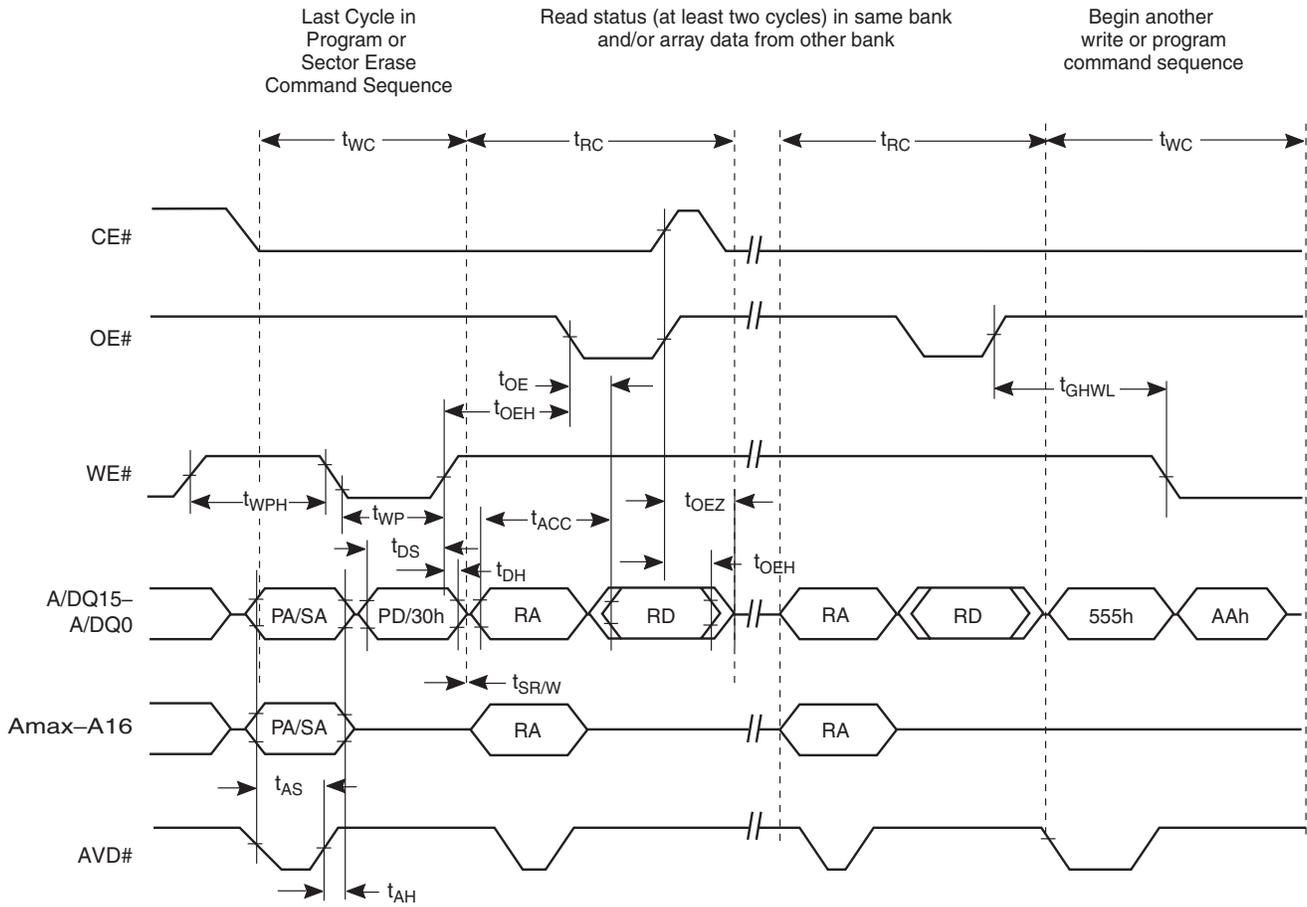 Last Cycle in
Program or
Sector Erase
Command Sequence
Read status (at least two cycles) in same bank
and/or array data from other bank
Begin another
write or program
command sequence
tWC
tRC
tRC
tWC
CE#
OE#
tOE
tOEH
tGHWL
WE#
tWPH
tWP
tACC
tOEZ
tDS
tDH
tOEH
A/DQ15–
A/DQ0
PA/SA
PD/30h
RA
RD
RA
RD
555h
AAh
tSR/W
Amax–A16
PA/SA
RA
RA
tAS
AVD#
tAH